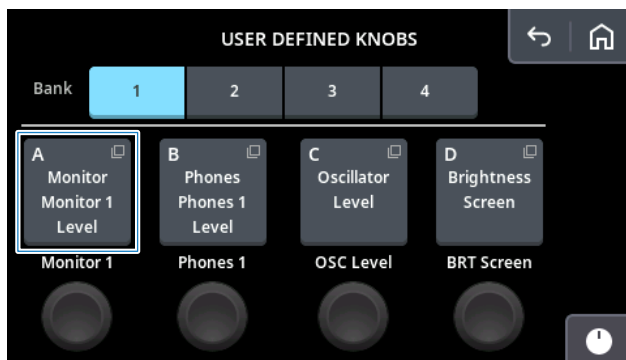 USER DEFINED KNOBS
Bank 1 2 3 4
A B C D
Monitor Phones Oscillator Brightness
Monitor 1 Phones 1 Level Screen
Level Level
Monitor 1 Phones 1 OSC Level BRT Screen